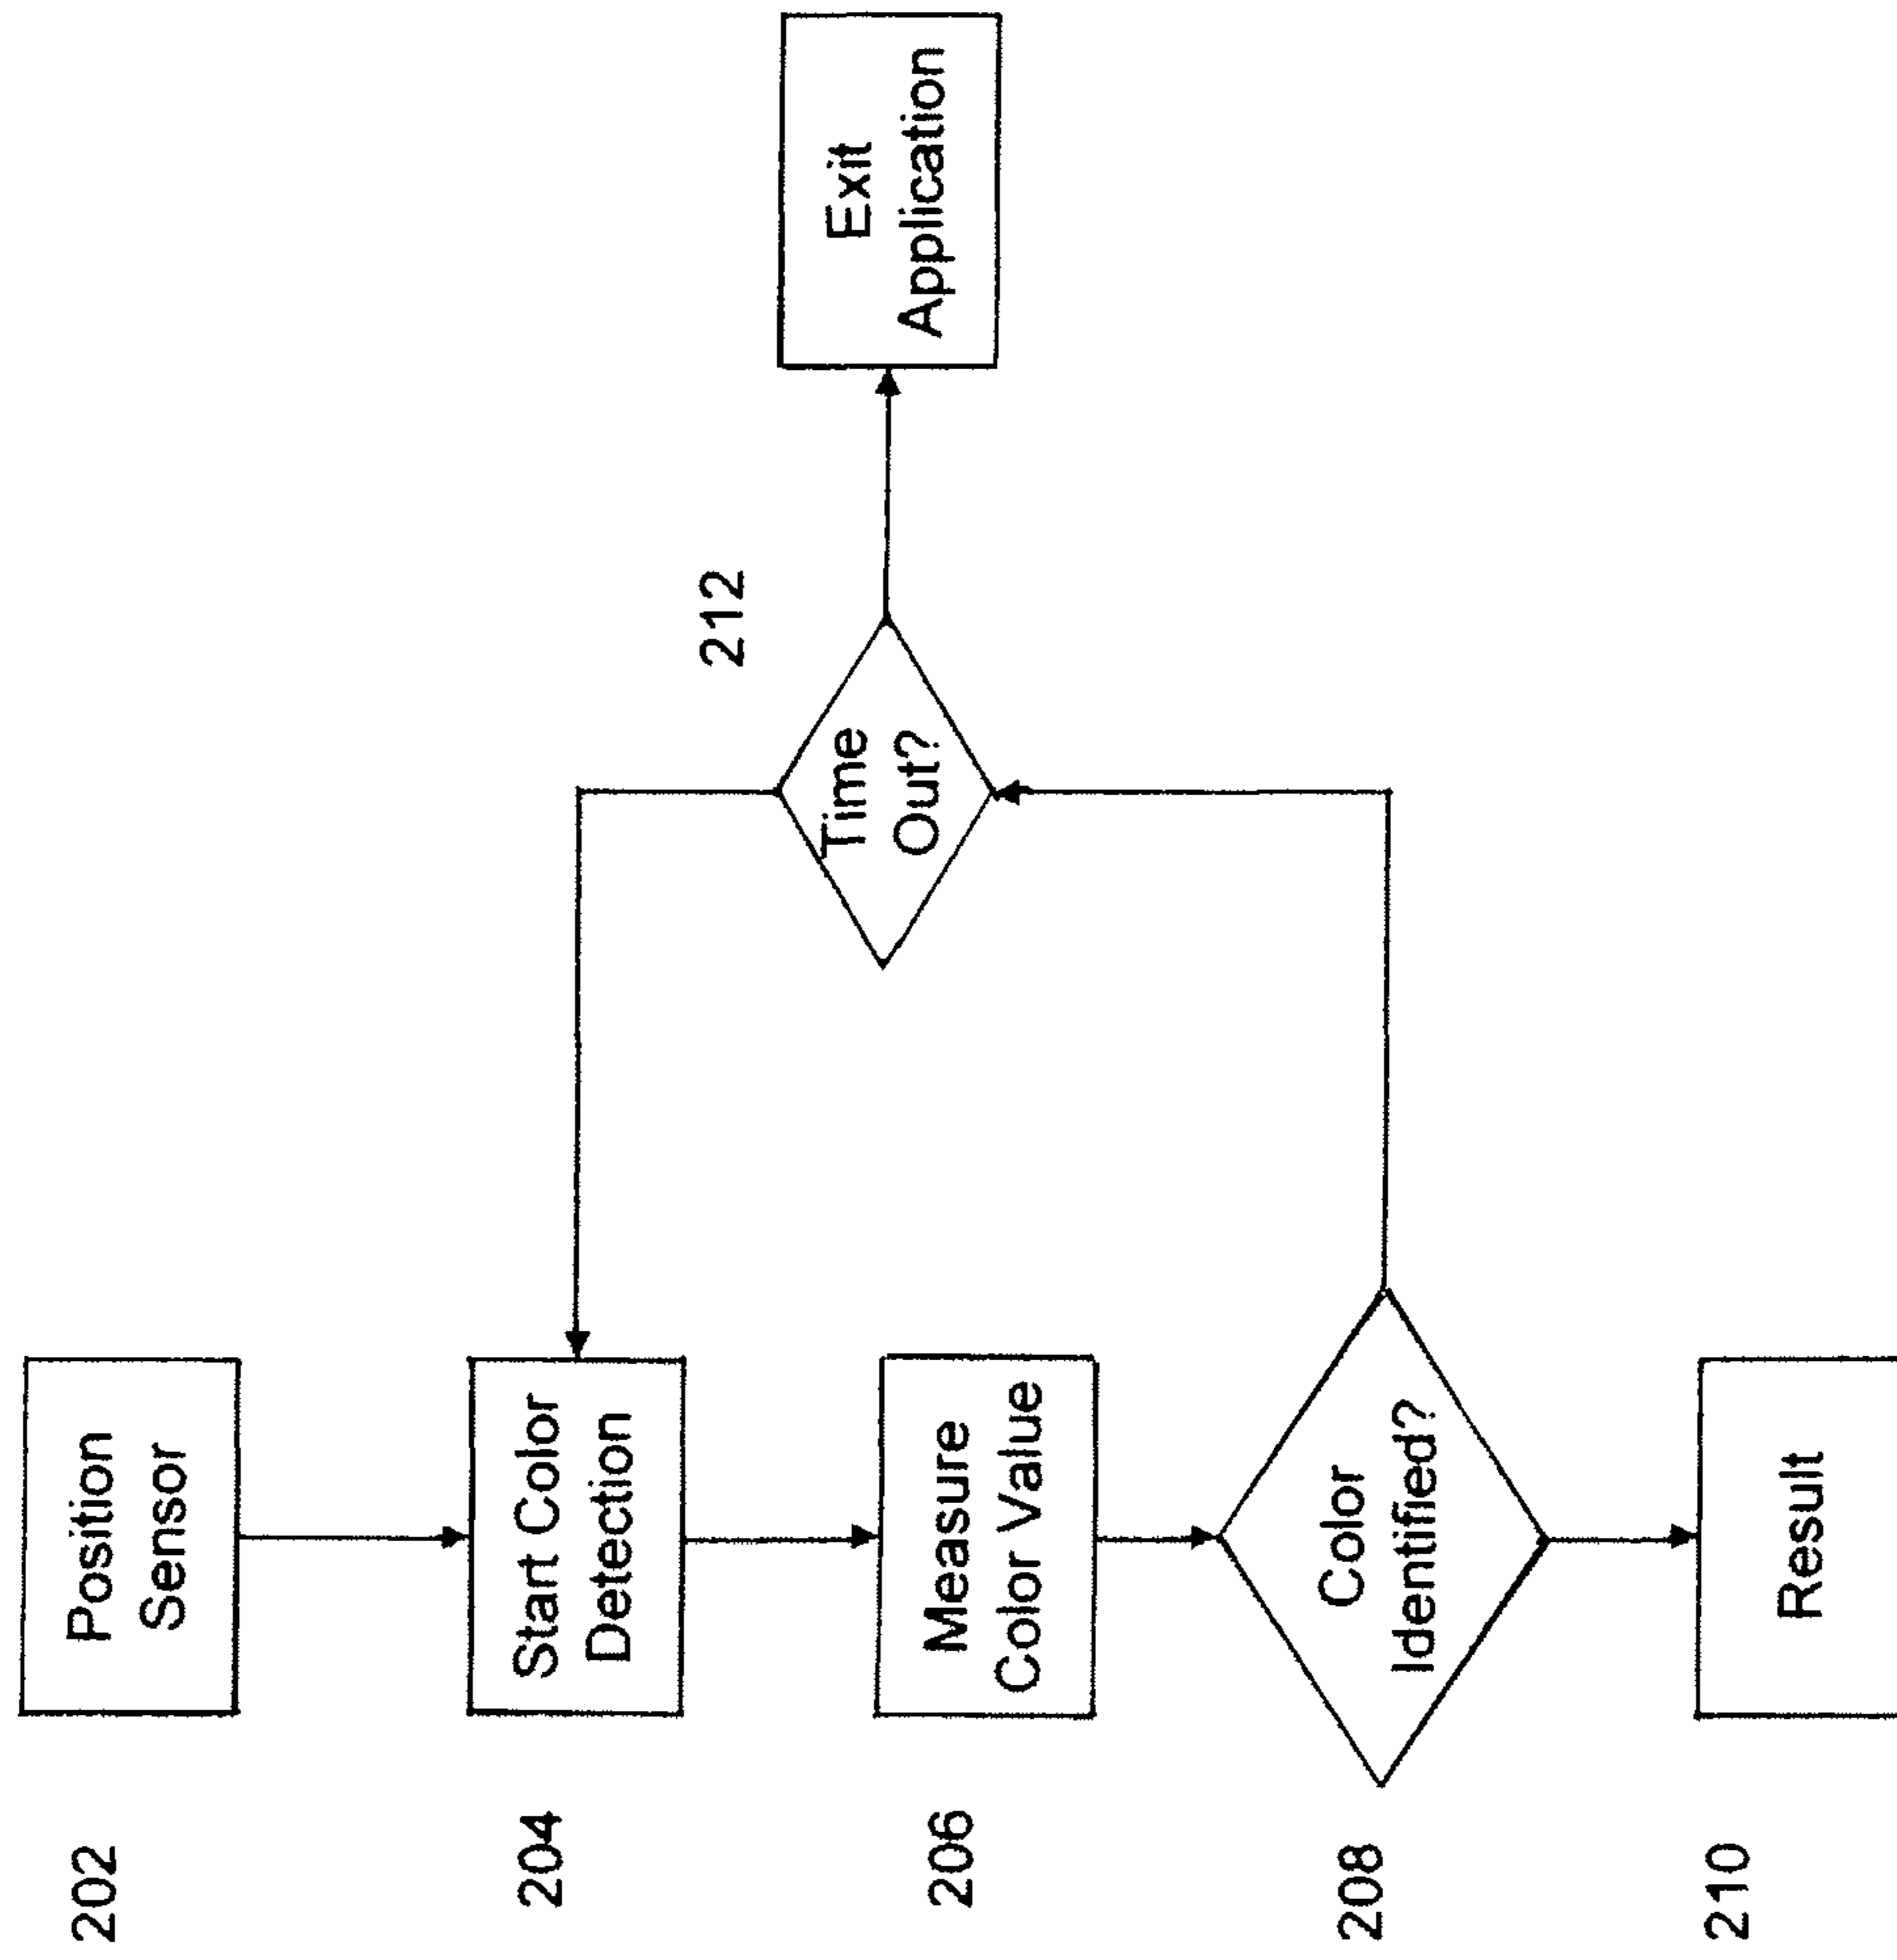 202
Position
Sensor
204
Start Color
Detection
206
Measure
Color Value
208
Color
Identified?
210
Result
212
Time
Out?
Exit
Application